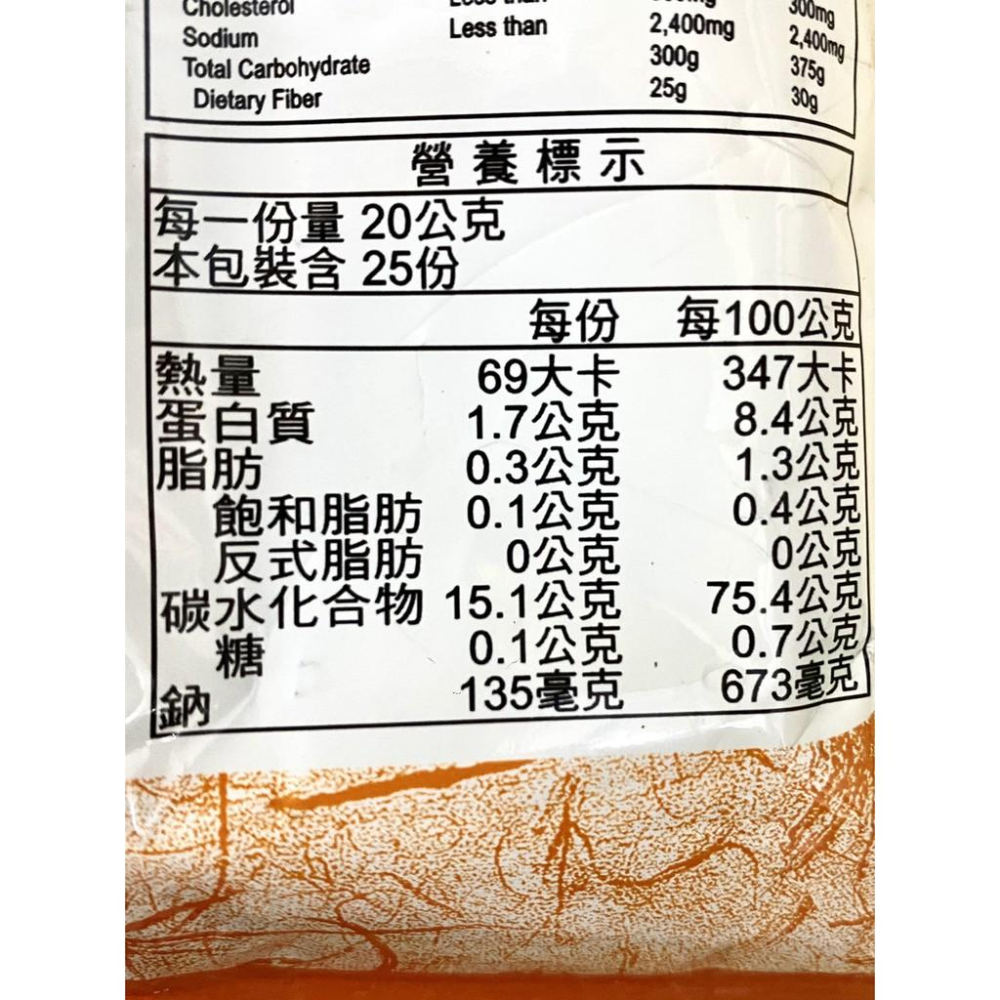 Cholesterol Less than 300mg
Sodium Less than 2,400mg 2,400mg
Total Carbohydrate 300g 375g
Dietary Fiber 25g 30g
營養標示
每一份量 20公克
本包裝含 25份
每份 每100公克
熱量 69大卡 347大卡
蛋白質 1.7公克 8.4公克
脂肪 0.3公克 1.3公克
飽和脂肪 0.1公克 0.4公克
反式脂肪 0公克 0公克
碳水化合物 15.1公克 75.4公克
糖 0.1公克 0.7公克
鈉 135毫克 673毫克